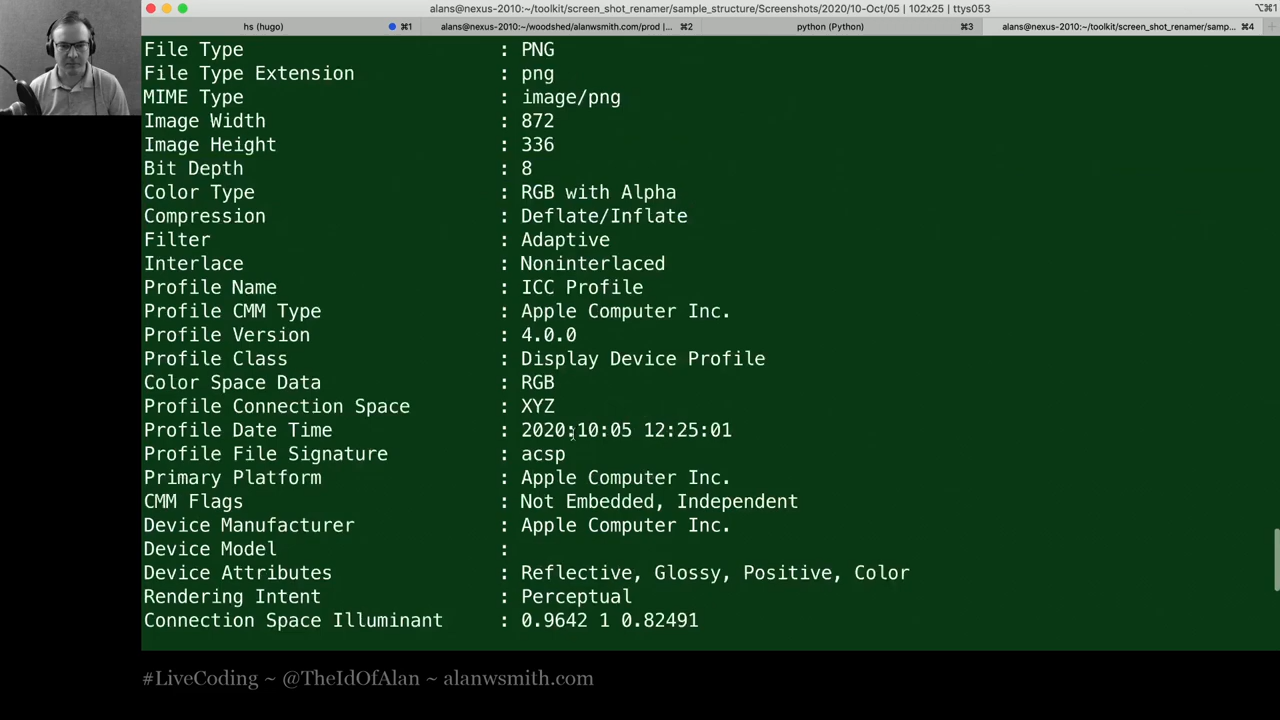 alans@nexus-2010:~/toolkit/screen_shot_renamer/sample_structure/Screenshots/2020/10-Oct/05 | 102x25 | ttys053
⌥⌘1
hs (hugo) ⌘1 alans@nexus-2010:~/woodshed/alanwsmith.com/prod |... ⌘2 python (Python) ⌘3 alans@nexus-2010:~/toolkit/screen_shot_renamer/samp... ⌘4
File Type : PNG
File Type Extension : png
MIME Type : image/png
Image Width : 872
Image Height : 336
Bit Depth : 8
Color Type : RGB with Alpha
Compression : Deflate/Inflate
Filter : Adaptive
Interlace : Noninterlaced
Profile Name : ICC Profile
Profile CMM Type : Apple Computer Inc.
Profile Version : 4.0.0
Profile Class : Display Device Profile
Color Space Data : RGB
Profile Connection Space : XYZ
Profile Date Time : 2020:10:05 12:25:01
Profile File Signature : acsp
Primary Platform : Apple Computer Inc.
CMM Flags : Not Embedded, Independent
Device Manufacturer : Apple Computer Inc.
Device Model :
Device Attributes : Reflective, Glossy, Positive, Color
Rendering Intent : Perceptual
Connection Space Illuminant : 0.9642 1 0.82491
#LiveCoding ~ @TheIdOfAlan ~ alanwsmith.com